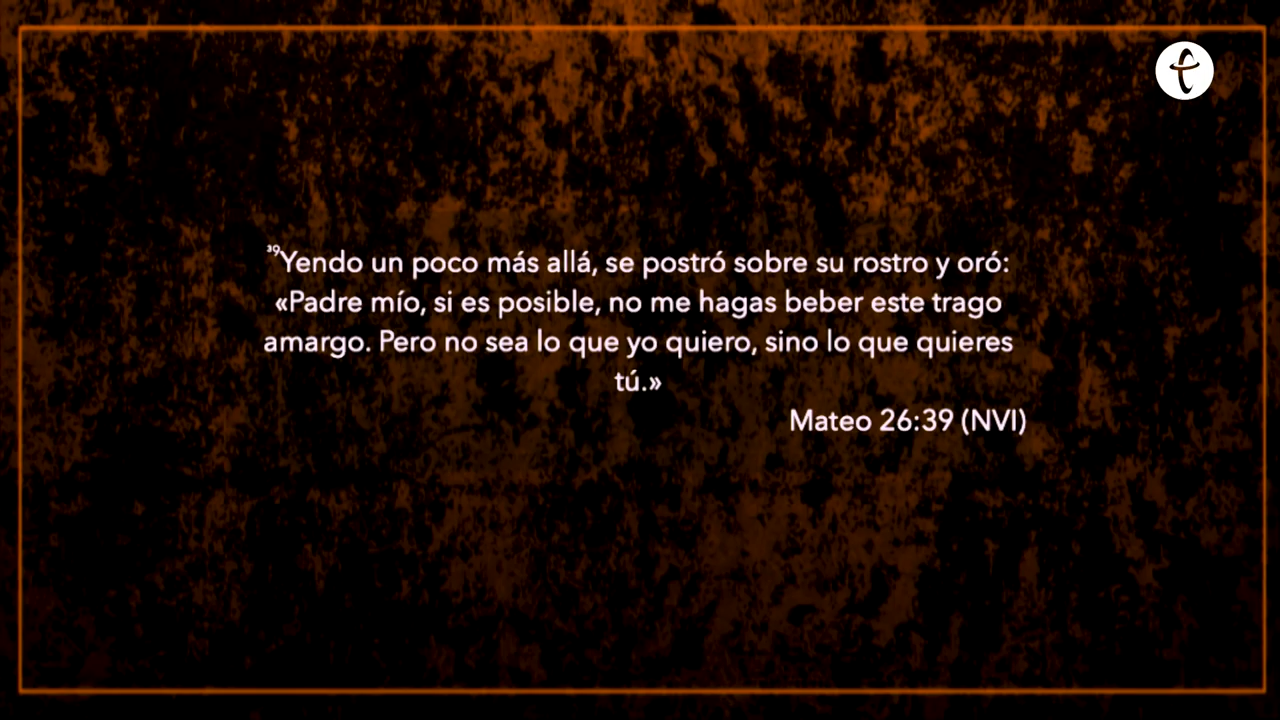 ³⁹Yendo un poco más allá, se postró sobre su rostro y oró:
«Padre mío, si es posible, no me hagas beber este trago
amargo. Pero no sea lo que yo quiero, sino lo que quieres
tú.»
Mateo 26:39 (NVI)